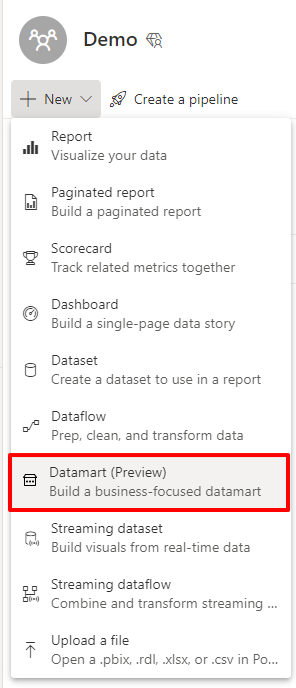 Demo
New
Create a pipeline
Report
Visualize your data
Paginated report
Build a paginated report
Scorecard
Track related metrics together
Dashboard
Build a single-page data story
Dataset
Create a dataset to use in a report
Dataflow
Prep, clean, and transform data
Datamart (Preview)
Build a business-focused datamart
Streaming dataset
Build visuals from real-time data
Streaming dataflow
Combine and transform streaming ...
Upload a file
Open a .pbix, .rdl, .xlsx, or .csv in Po...